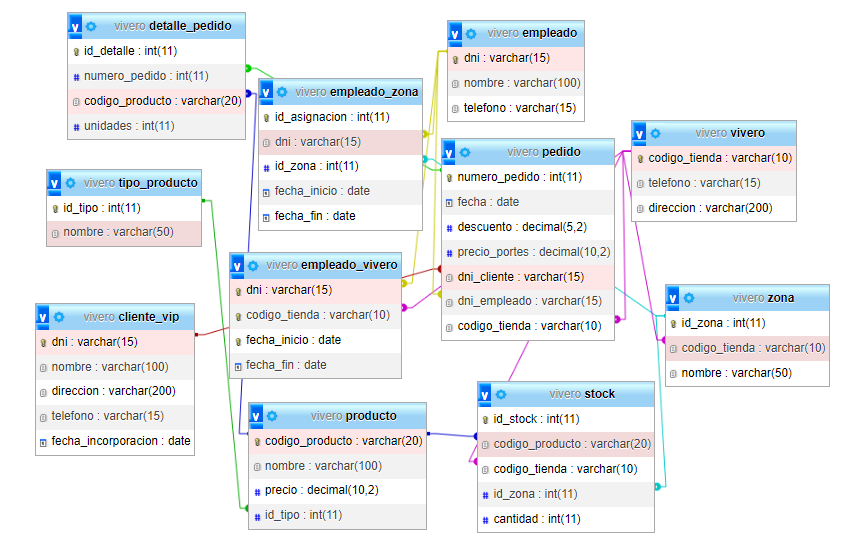 vivero detalle_pedido
id_detalle : int(11)
numero_pedido : int(11)
codigo_producto : varchar(20)
unidades : int(11)
vivero empleado_zona
id_asignacion : int(11)
dni : varchar(15)
id_zona : int(11)
fecha_inicio : date
fecha_fin : date
vivero empleado
dni : varchar(15)
nombre : varchar(100)
telefono : varchar(15)
vivero pedido
numero_pedido : int(11)
fecha : date
descuento : decimal(5,2)
precio_portes : decimal(10,2)
dni_cliente : varchar(15)
dni_empleado : varchar(15)
codigo_tienda : varchar(10)
vivero vivero
codigo_tienda : varchar(10)
telefono : varchar(15)
direccion : varchar(200)
vivero tipo_producto
id_tipo : int(11)
nombre : varchar(50)
vivero empleado_vivero
dni : varchar(15)
codigo_tienda : varchar(10)
fecha_inicio : date
fecha_fin : date
vivero zona
id_zona : int(11)
codigo_tienda : varchar(10)
nombre : varchar(50)
vivero cliente_vip
dni : varchar(15)
nombre : varchar(100)
direccion : varchar(200)
telefono : varchar(15)
fecha_incorporacion : date
vivero producto
codigo_producto : varchar(20)
nombre : varchar(100)
precio : decimal(10,2)
id_tipo : int(11)
vivero stock
id_stock : int(11)
codigo_producto : varchar(20)
codigo_tienda : varchar(10)
id_zona : int(11)
cantidad : int(11)